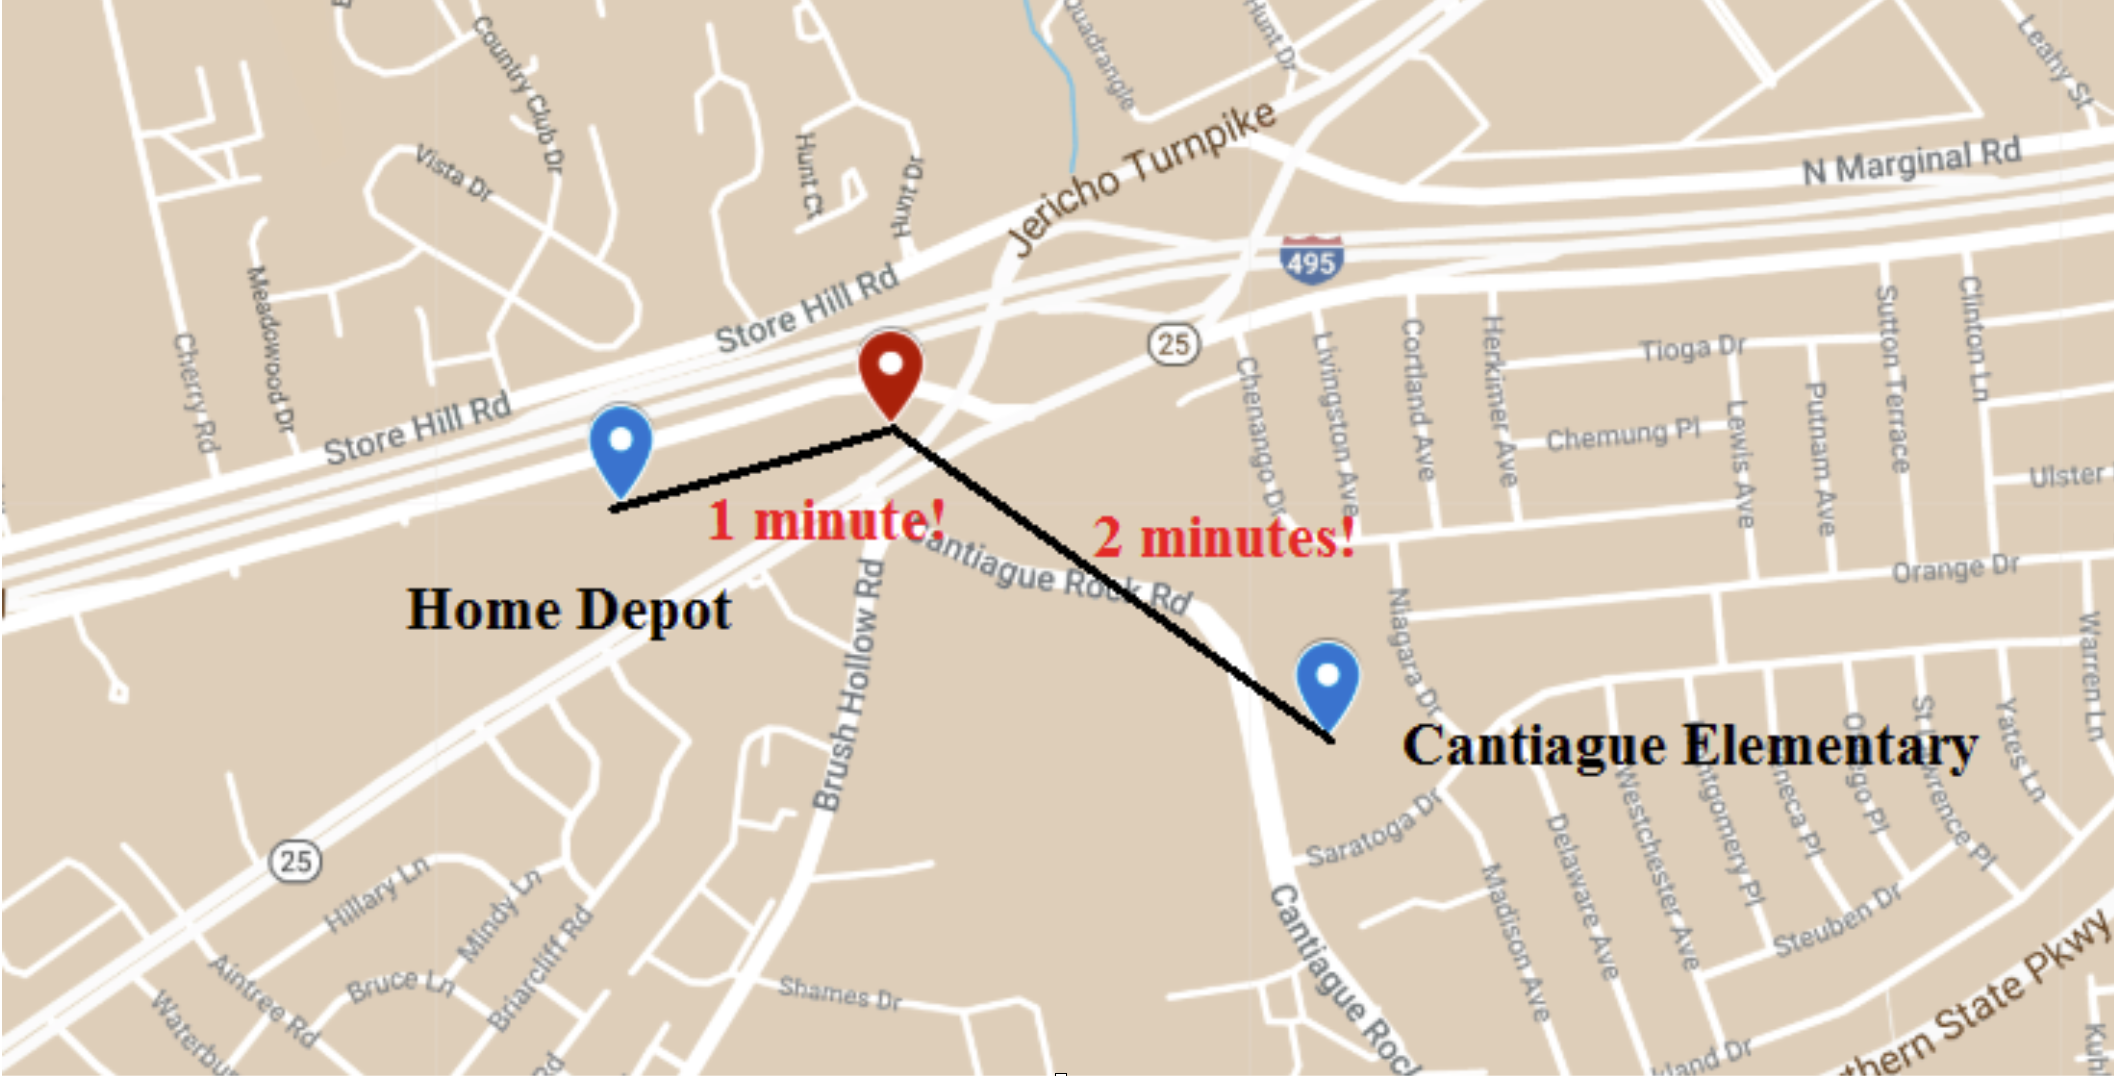 Country Club Dr
Quadrangle
Hunt Dr
Leahy St
Jericho Turnpike
N Marginal Rd
Vista Dr
Hunt Ct
Hunt Dr
495
Store Hill Rd
Meadowood Dr
Cherry Rd
25
Sutton Terrace
Clinton Ln
Livingston Ave
Cortland Ave
Herkimer Ave
Tioga Dr
Chenango Dr
Putnam Ave
Lewis Ave
Chemung Pl
Store Hill Rd
Ulster
1 minute!
2 minutes!
Cantiague Rock Rd
Orange Dr
Home Depot
Brush Hollow Rd
Niagara Dr
Warren Ln
Cantiague Elementary
St Lawrence Pl
Yates Ln
Saratoga Dr
Delaware Ave
Westchester Ave
25
Hillary Ln
Mindy Ln
Briarcliff Rd
Madison Ave
Steuben Dr
Cantiague Rock
Aintree Rd
Bruce Ln
Shames Dr
Rd